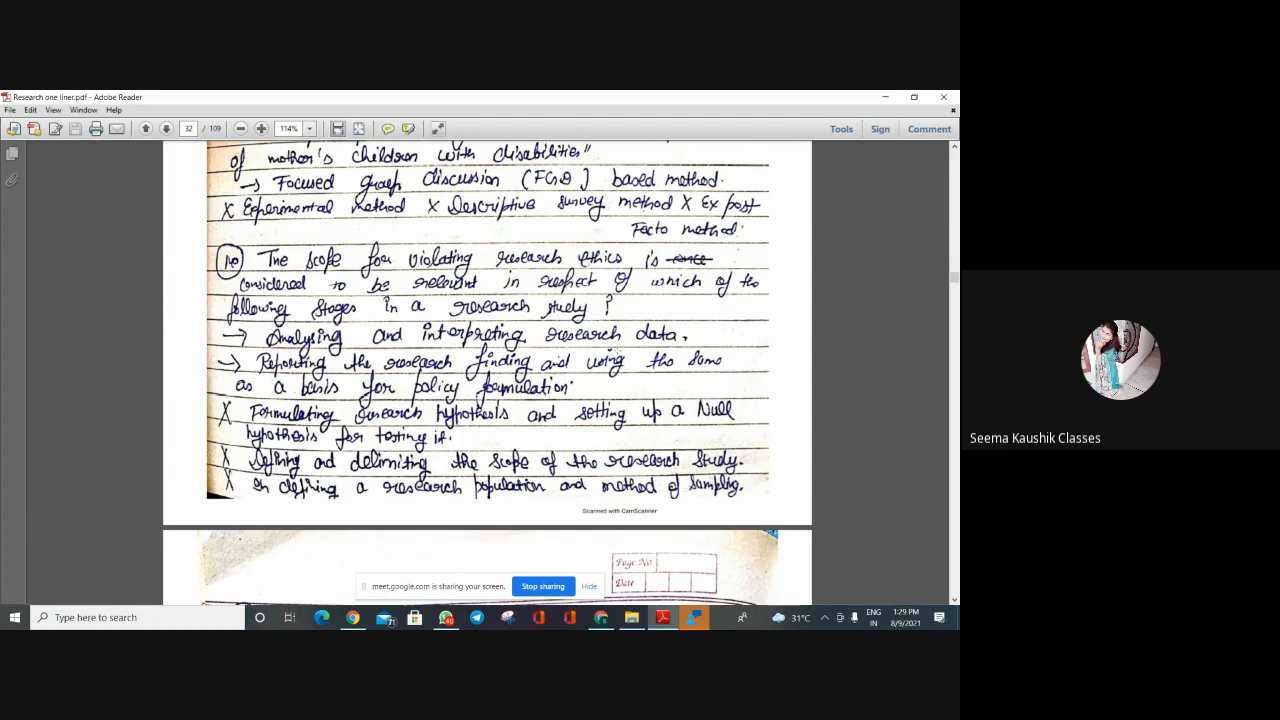 Research one liner.pdf - Adobe Reader
File Edit View Window Help
32 / 109 114% Tools Sign Comment
of mother's children with disabilities"
→ Focused group discussion (FGD) based method.
X Experimental method X Descriptive survey method X Ex post
Facto method.
The scope for violating research ethics is
considered to be relevant in respect of which of the
following stages in a research study?
→ Analysing and interpreting research data.
→ Reporting the research finding and using the same
as a basis for policy formulation.
X Formulating research hypothesis and setting up a Null
hypothesis for testing it.
X Defining and delimiting the scope of the research study.
X In defining a research population and method of sampling.
Scanned with CamScanner
Page No.
Date
meet.google.com is sharing your screen. Stop sharing Hide
Seema Kaushik Classes
Type here to search
71
31°C
ENG
IN
1:29 PM
8/9/2021